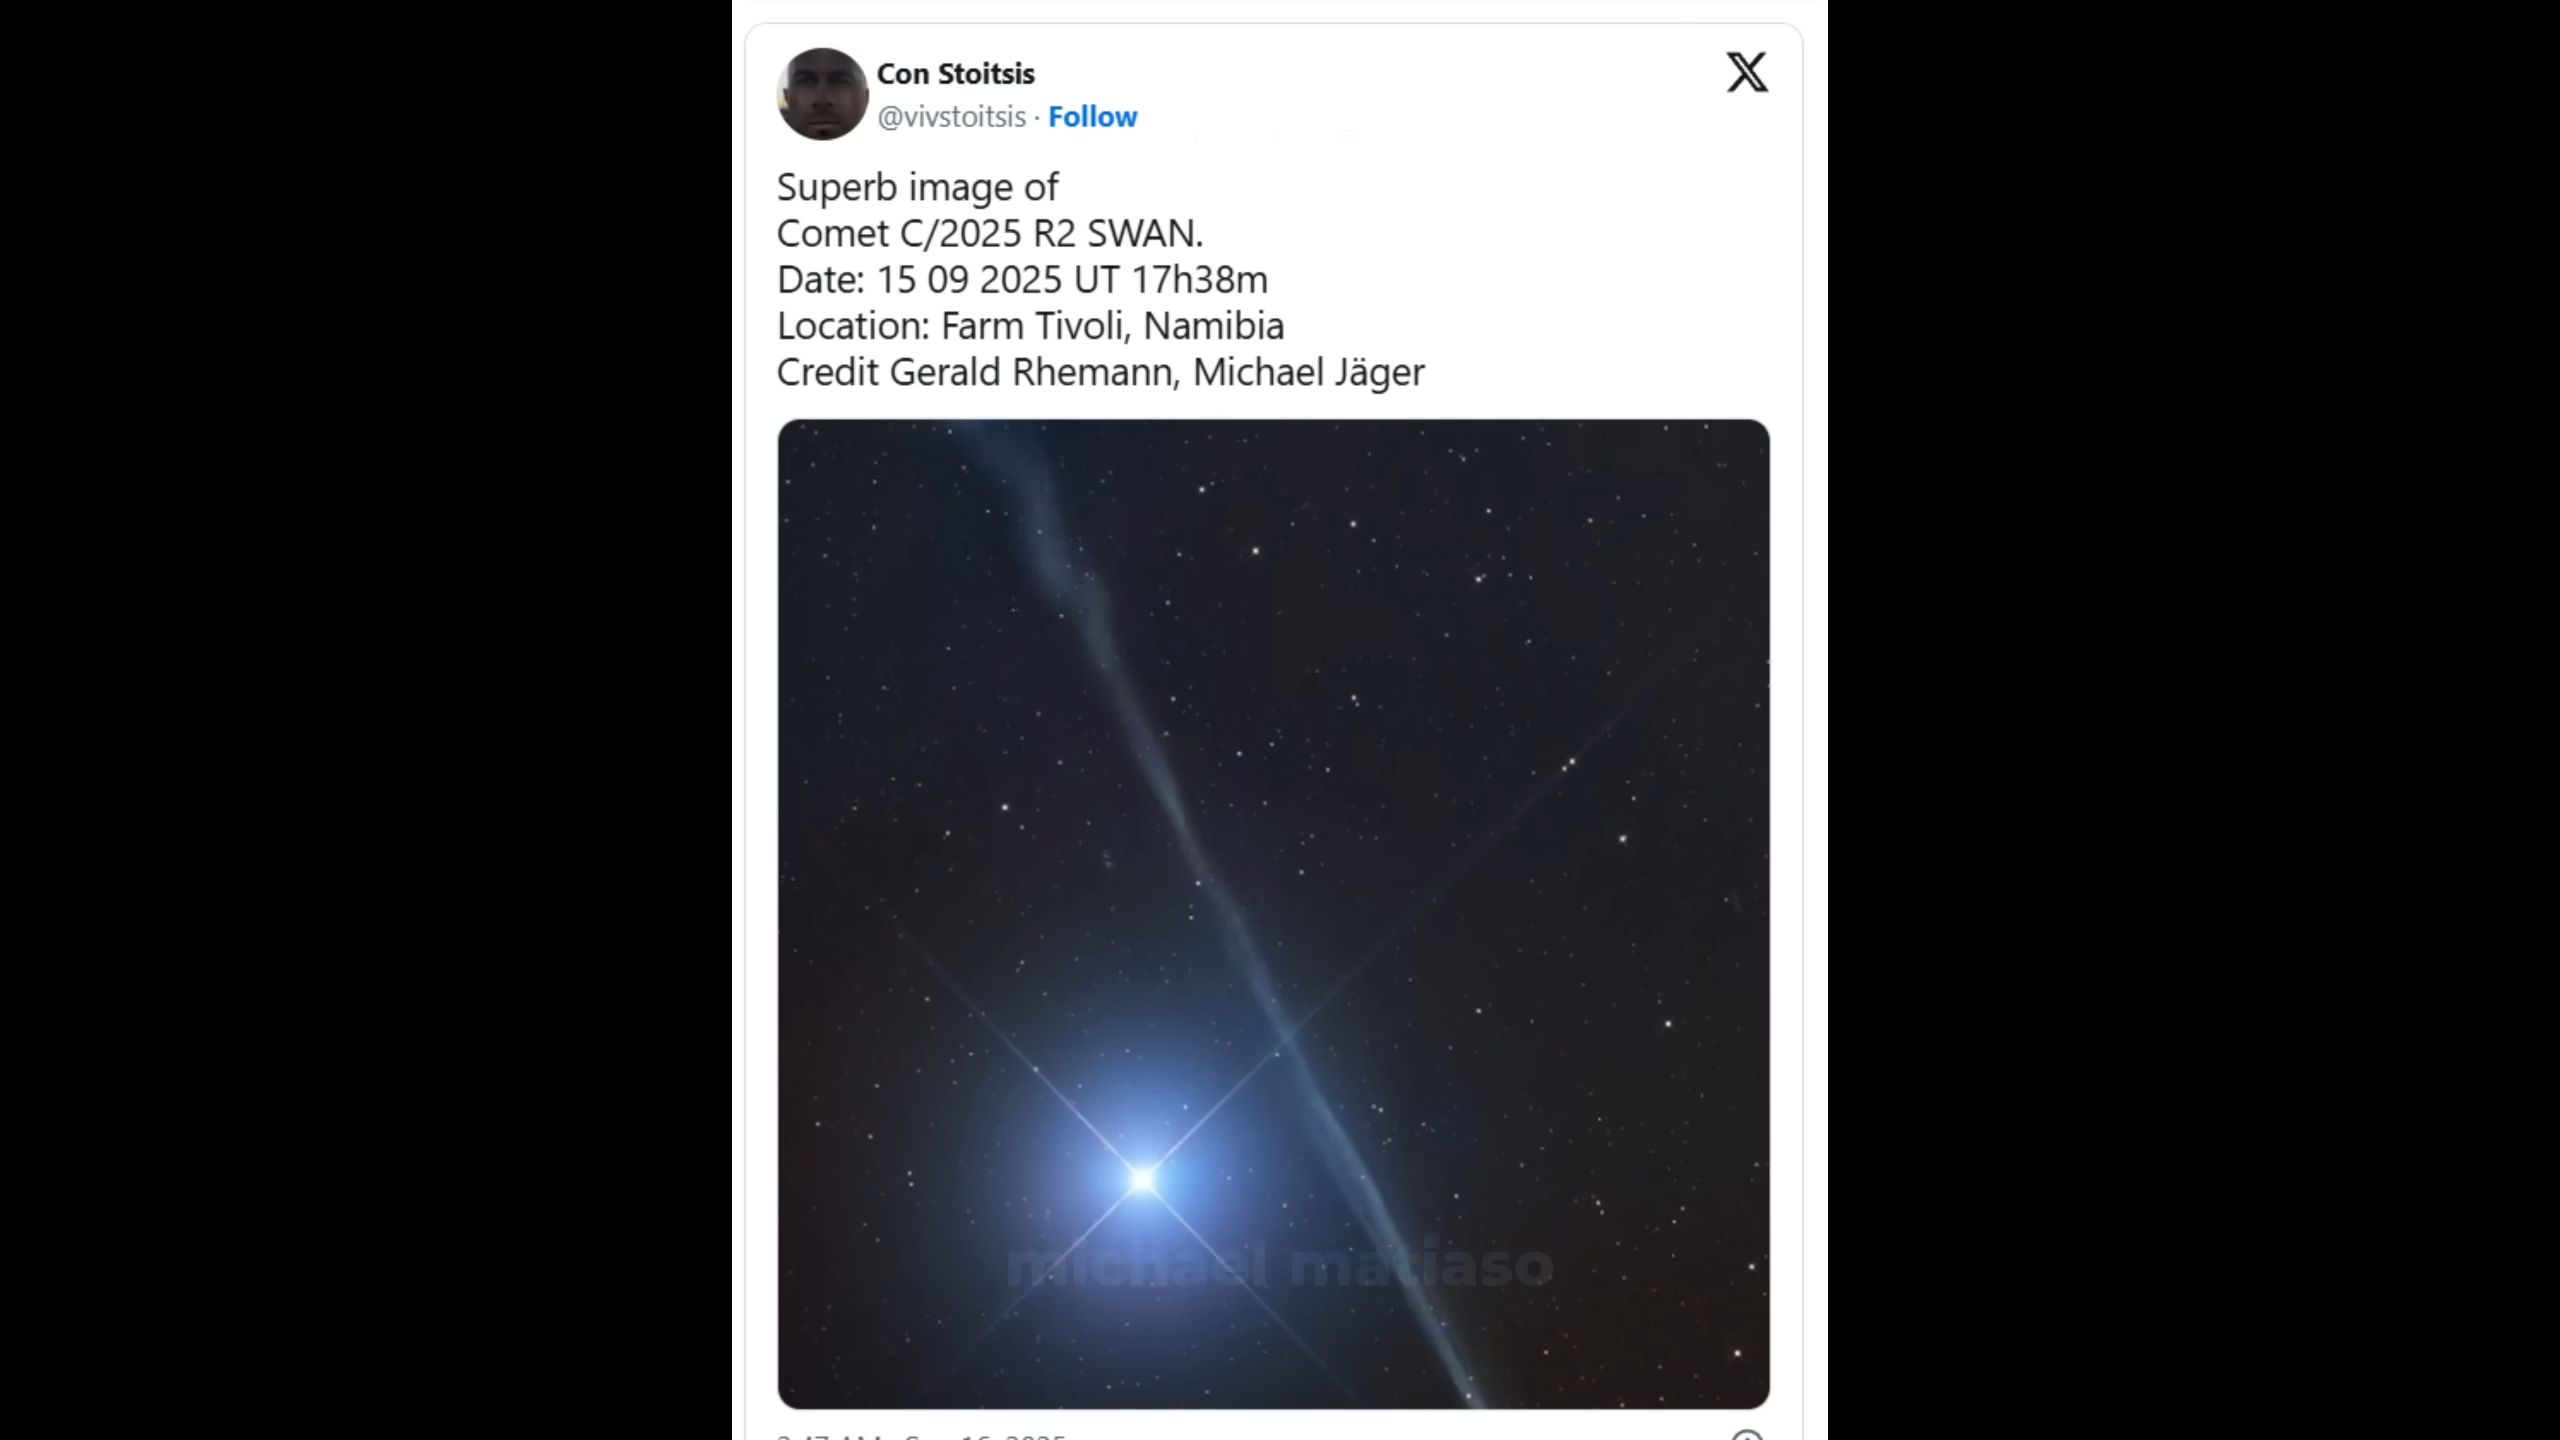 Con Stoitsis
@vivstoitsis · Follow
Superb image of
Comet C/2025 R2 SWAN.
Date: 15 09 2025 UT 17h38m
Location: Farm Tivoli, Namibia
Credit Gerald Rhemann, Michael Jäger
michael matiaso